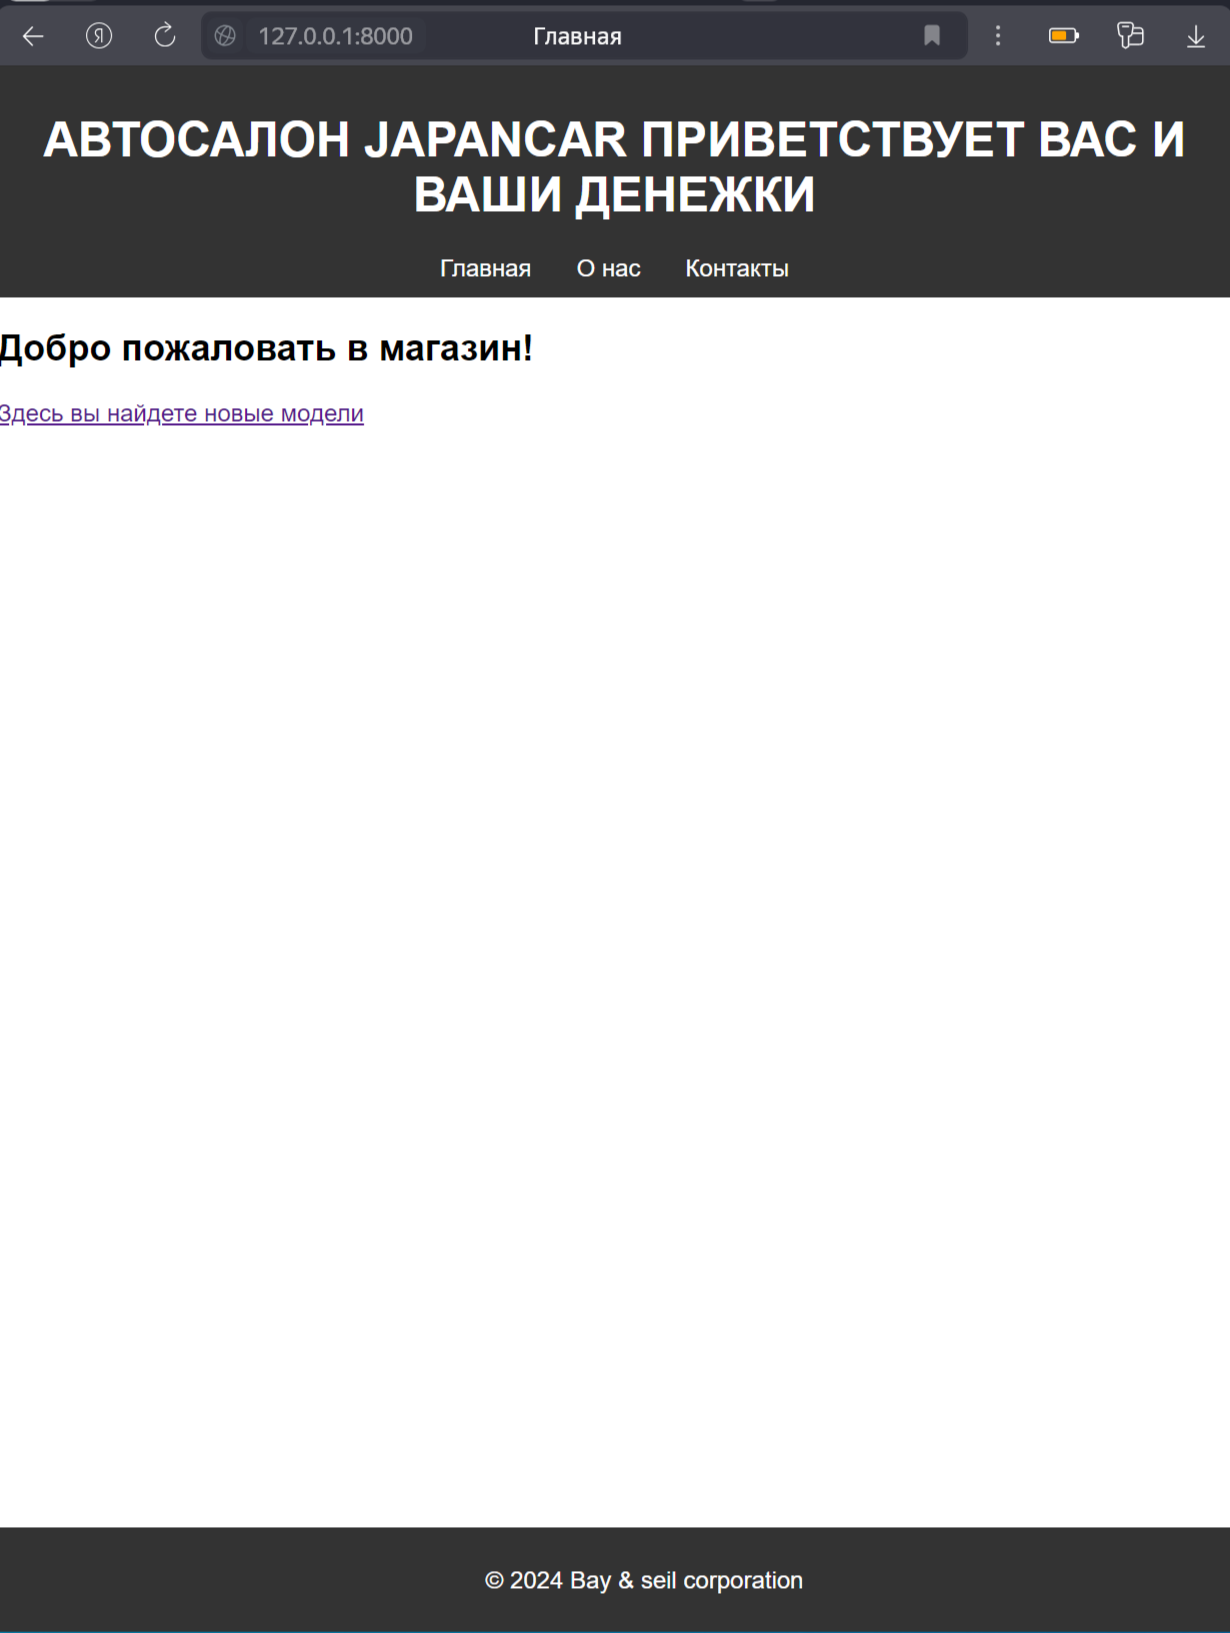 127.0.0.1:8000 Главная
АВТОСАЛОН JAPANCAR ПРИВЕТСТВУЕТ ВАС И
ВАШИ ДЕНЕЖКИ
Главная О нас Контакты
Добро пожаловать в магазин!
Здесь вы найдете новые модели
© 2024 Bay & seil corporation